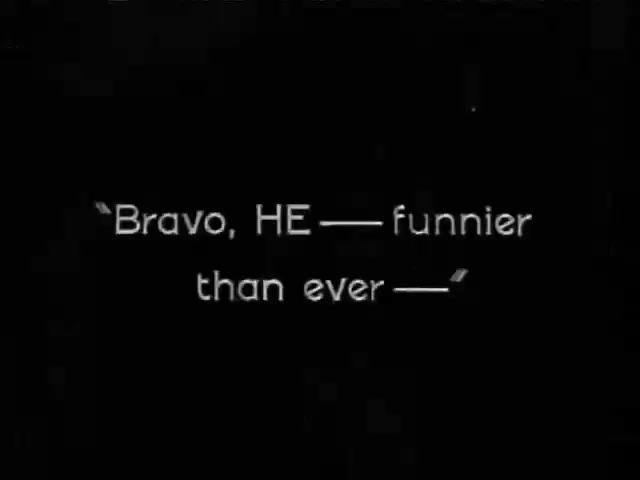 "Bravo, HE — funnier
than ever —"